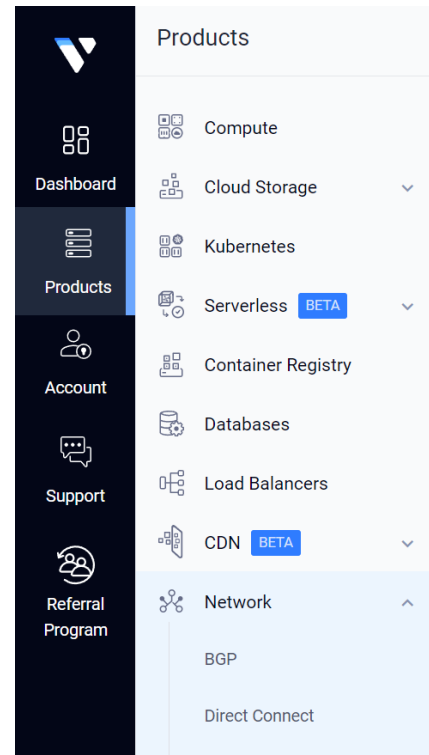 Products
Dashboard
Products
Account
Support
Referral
Program
Compute
Cloud Storage
Kubernetes
Serverless BETA
Container Registry
Databases
Load Balancers
CDN BETA
Network
BGP
Direct Connect